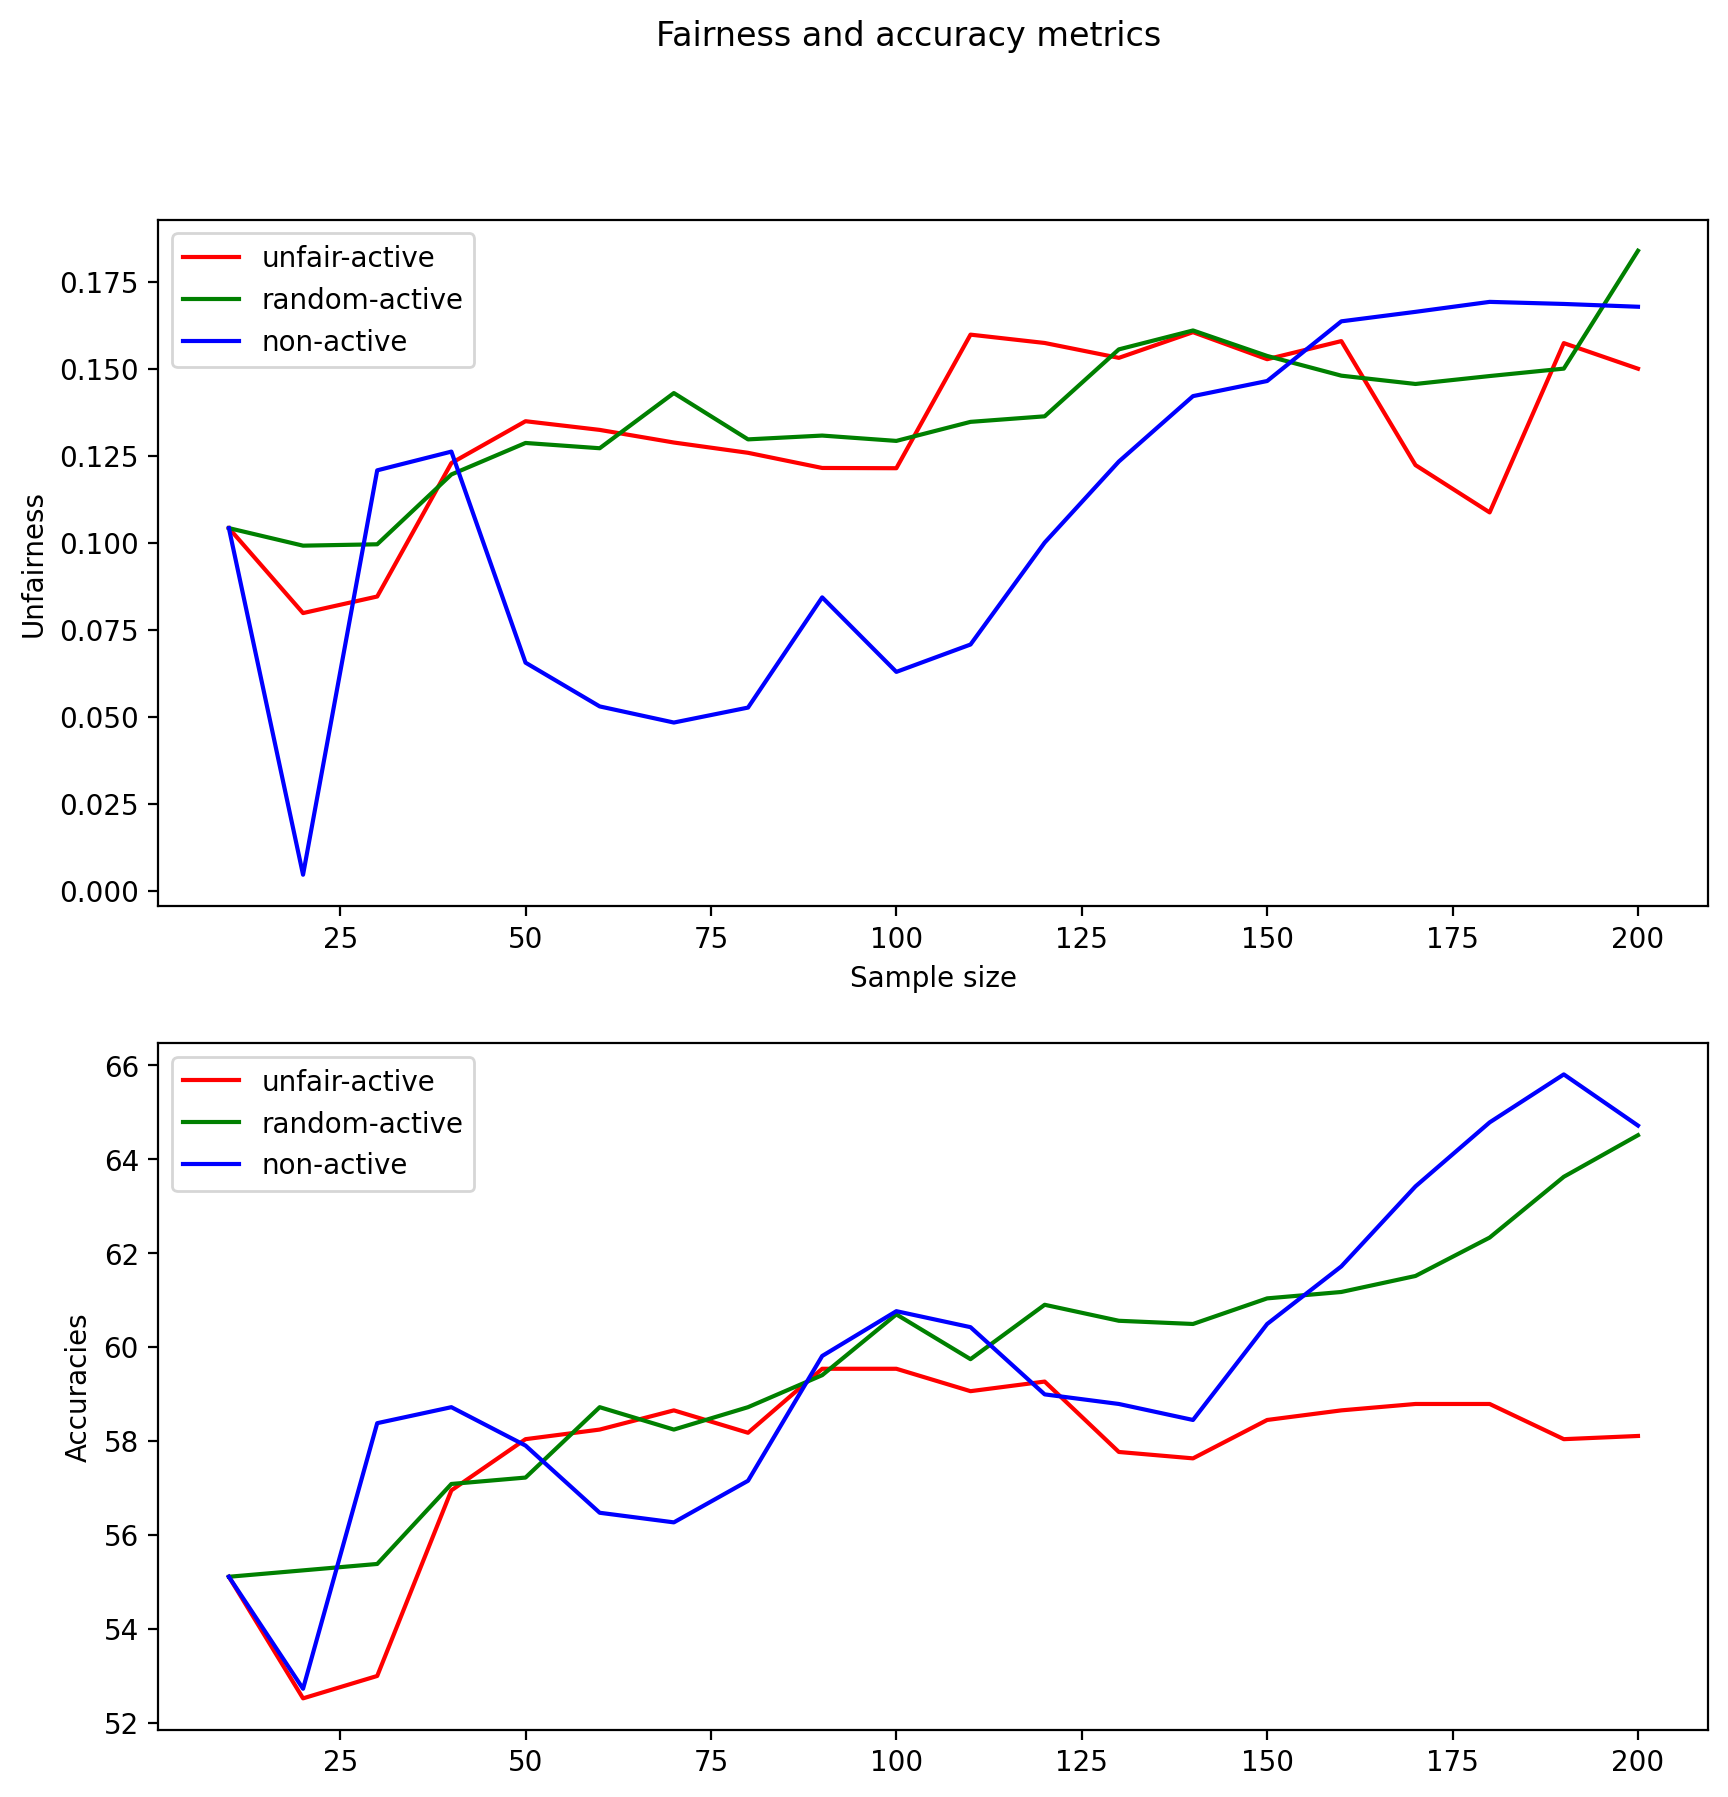 Fairness and accuracy metrics
unfair-active
random-active
non-active
Unfairness
0.175
0.150
0.125
0.100
0.075
0.050
0.025
0.000
25 50 75 100 125 150 175 200
Sample size
unfair-active
random-active
non-active
Accuracies
66
64
62
60
58
56
54
52
25 50 75 100 125 150 175 200